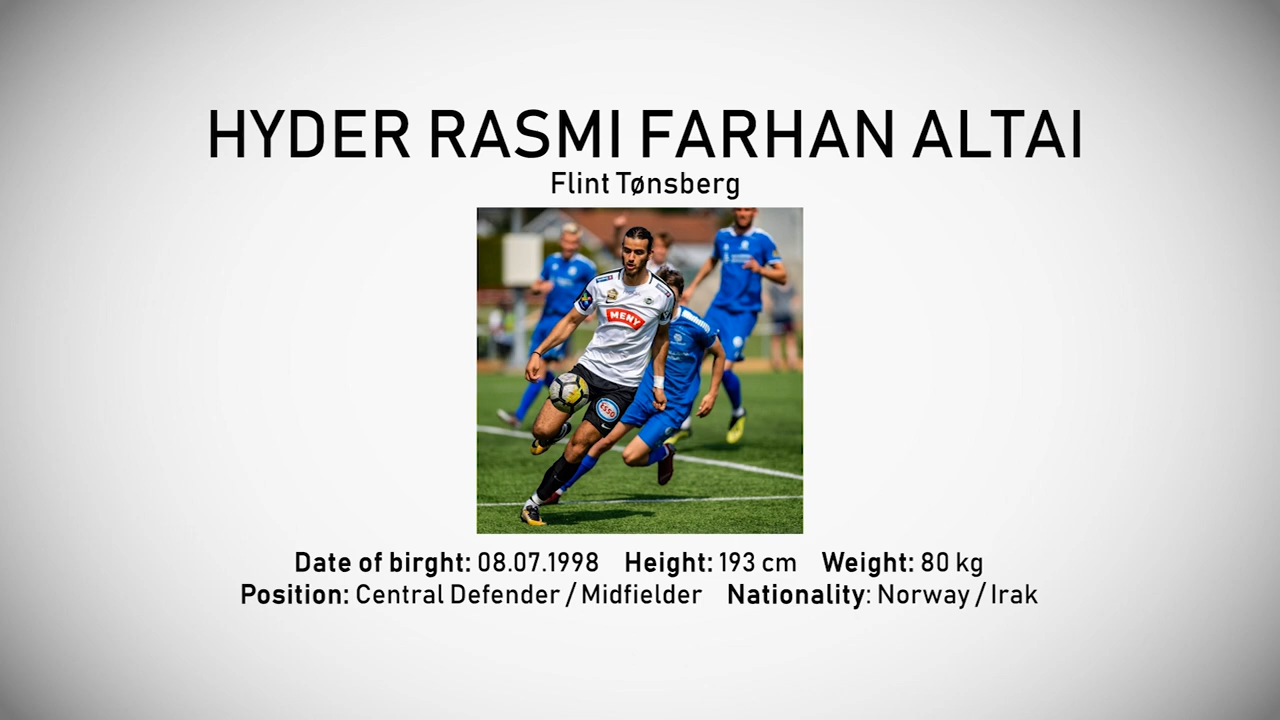 HYDER RASMI FARHAN ALTAI
Flint Tønsberg
MENY
ESSO
Date of birght: 08.07.1998 Height: 193 cm Weight: 80 kg
Position: Central Defender / Midfielder Nationality: Norway / Irak